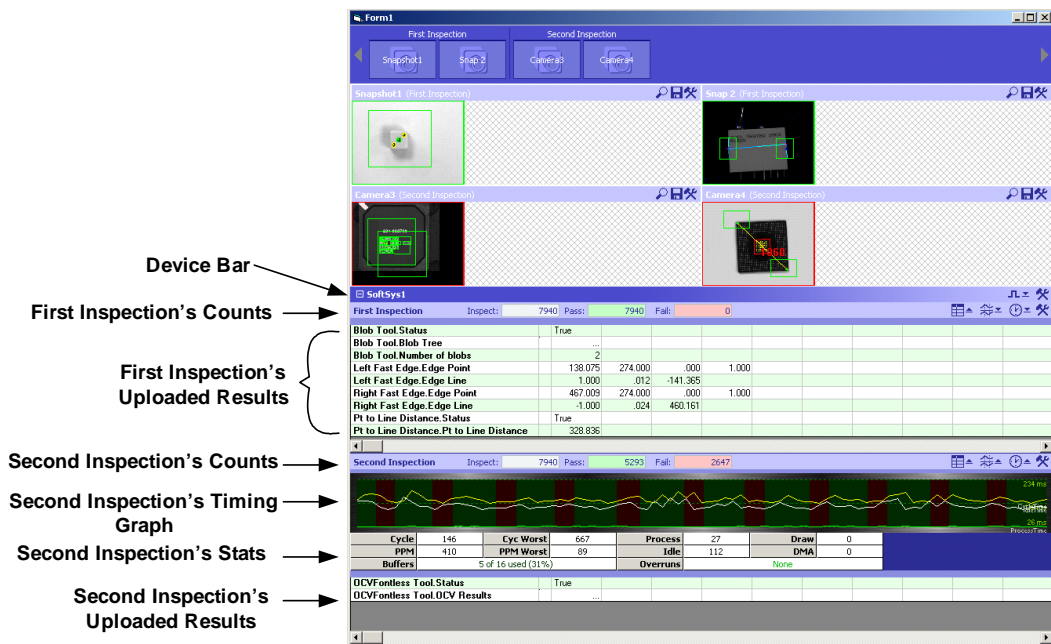 Form1
First Inspection
Second Inspection
Snapshot1
Snap 2
Camera3
Camera4
Snapshot1 (First Inspection)
Snap 2 (First Inspection)
Camera3 (Second Inspection)
Camera4 (Second Inspection)
Device Bar
SoftSys1
First Inspection's Counts
First Inspection Inspect: 7940 Pass: 7940 Fail: 0
First Inspection's
Uploaded Results
Blob Tool.Status True
Blob Tool.Blob Tree ...
Blob Tool.Number of blobs 2
Left Fast Edge.Edge Point 138.075 274.000 .000 1.000
Left Fast Edge.Edge Line 1.000 .012 -141.365
Right Fast Edge.Edge Point 467.009 274.000 .000 1.000
Right Fast Edge.Edge Line -1.000 .024 460.161
Pt to Line Distance.Status True
Pt to Line Distance.Pt to Line Distance 328.836
Second Inspection's Counts
Second Inspection Inspect: 7940 Pass: 5293 Fail: 2647
Second Inspection's Timing
Graph
234 ms
26 ms
ProcessTime
Second Inspection's Stats
Cycle 146 Cyc Worst 667 Process 27 Draw 0
PPM 410 PPM Worst 89 Idle 112 DMA 0
Buffers 5 of 16 used (31%) Overruns None
Second Inspection's
Uploaded Results
OCVFontless Tool.Status True
OCVFontless Tool.OCV Results ...